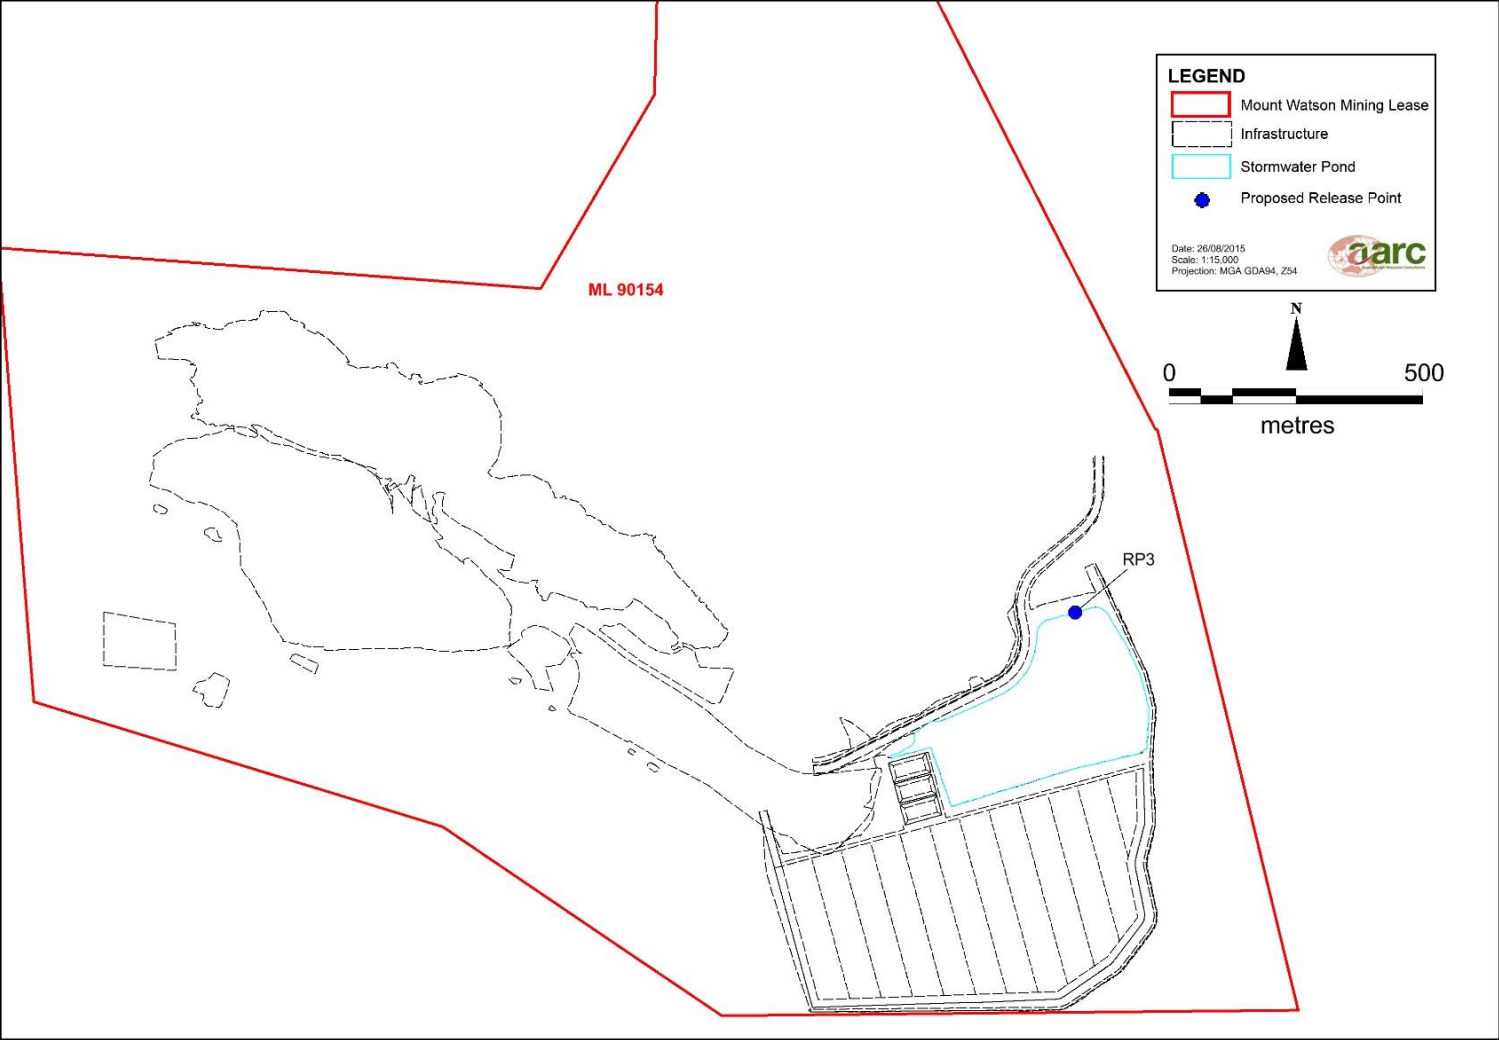 LEGEND
Mount Watson Mining Lease
Infrastructure
Stormwater Pond
Proposed Release Point
Date: 26/08/2015
Scale: 1:15,000
Projection: MGA GDA94, Z54
aarc
ML 90154
N
0 500
metres
RP3